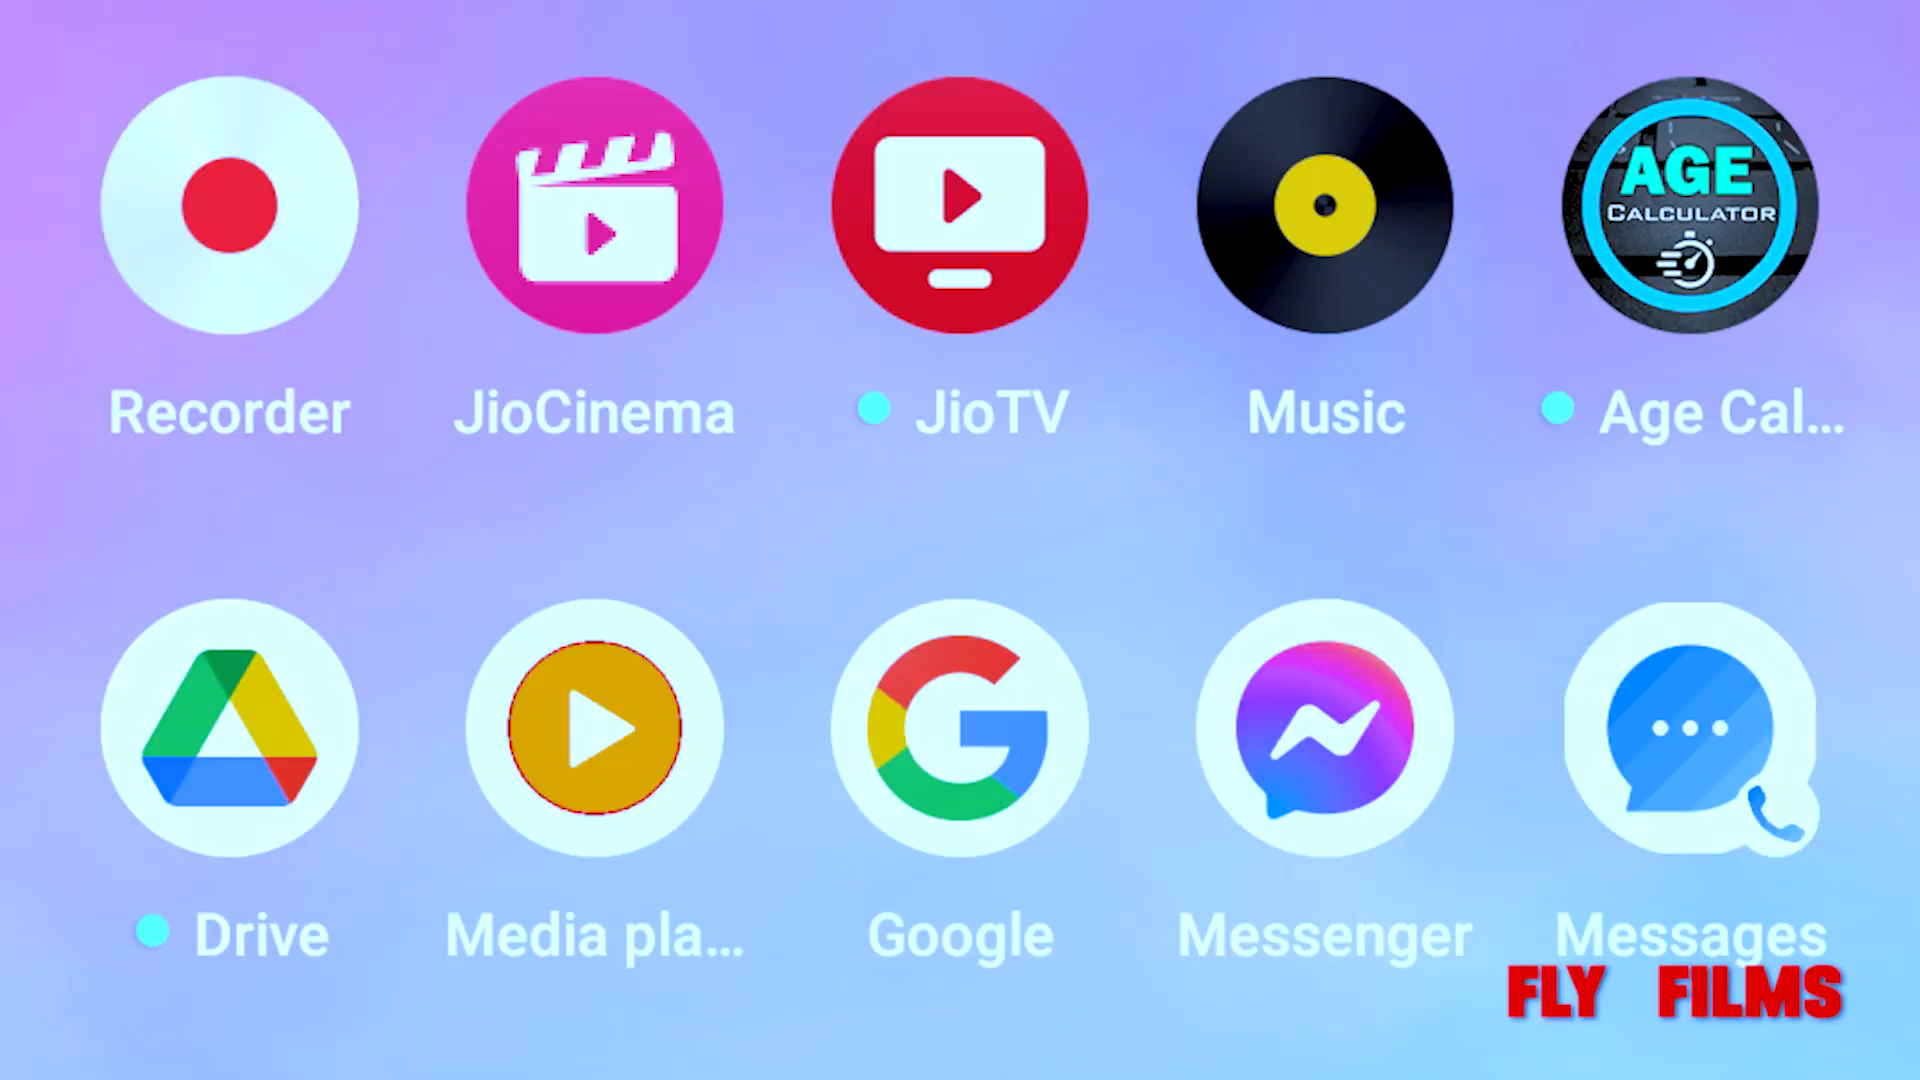 AGE
CALCULATOR
Recorder
JioCinema
JioTV
Music
Age Cal...
Drive
Media pla...
Google
Messenger
Messages
FLY FILMS